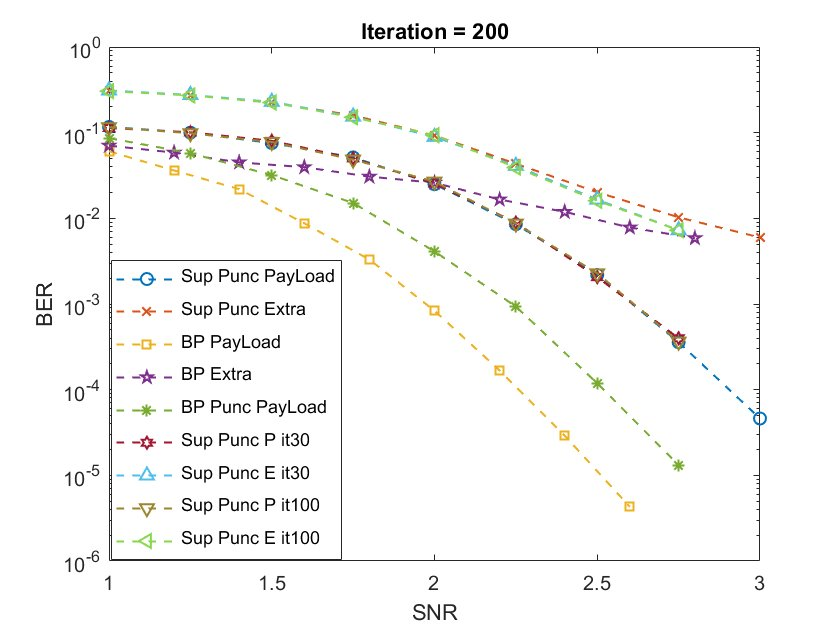 Iteration = 200
10^0
10^-1
10^-2
10^-3
10^-4
10^-5
10^-6
BER
Sup Punc PayLoad
Sup Punc Extra
BP PayLoad
BP Extra
BP Punc PayLoad
Sup Punc P it30
Sup Punc E it30
Sup Punc P it100
Sup Punc E it100
1 1.5 2 2.5 3
SNR